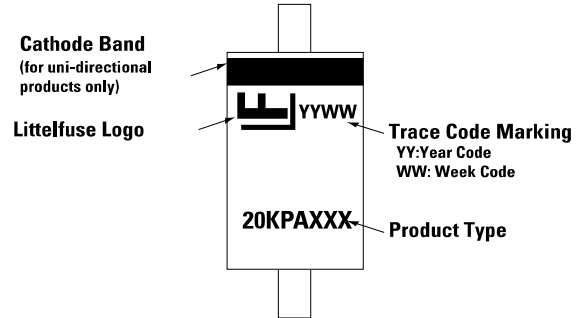 Cathode Band
(for uni-directional
products only)
Littelfuse Logo
YYWW
Trace Code Marking
YY:Year Code
WW: Week Code
20KPAXXX
Product Type